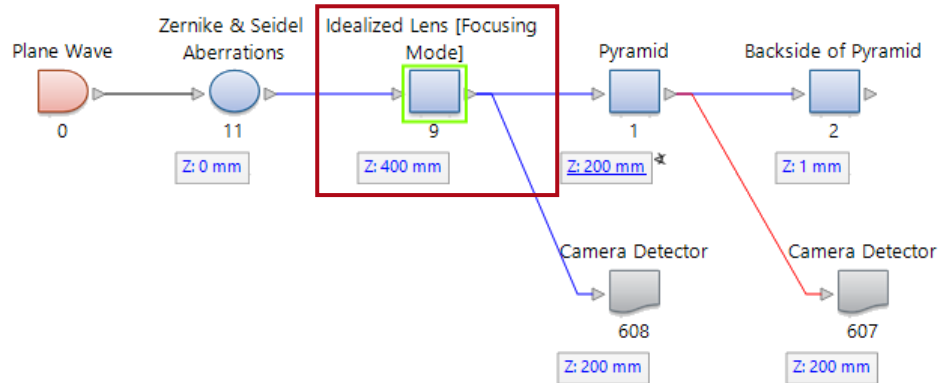 Plane Wave
0
Zernike & Seidel
Aberrations
11
Z: 0 mm
Idealized Lens [Focusing
Mode]
9
Z: 400 mm
Pyramid
1
Z: 200 mm
Backside of Pyramid
2
Z: 1 mm
Camera Detector
608
Z: 200 mm
Camera Detector
607
Z: 200 mm